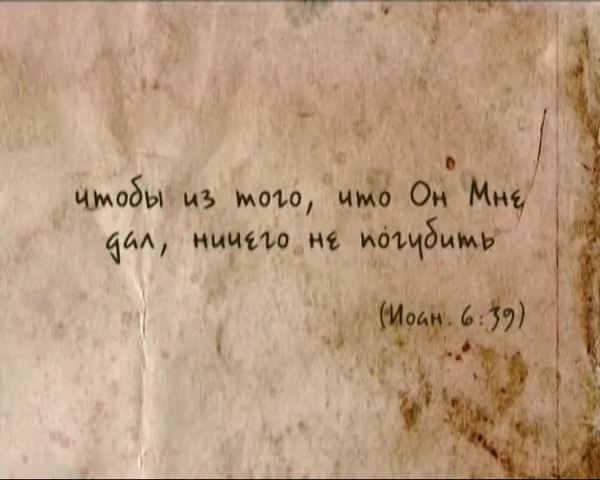 чтобы из того, что Он Мне
дал, ничего не погубить
(Иоан. 6:39)